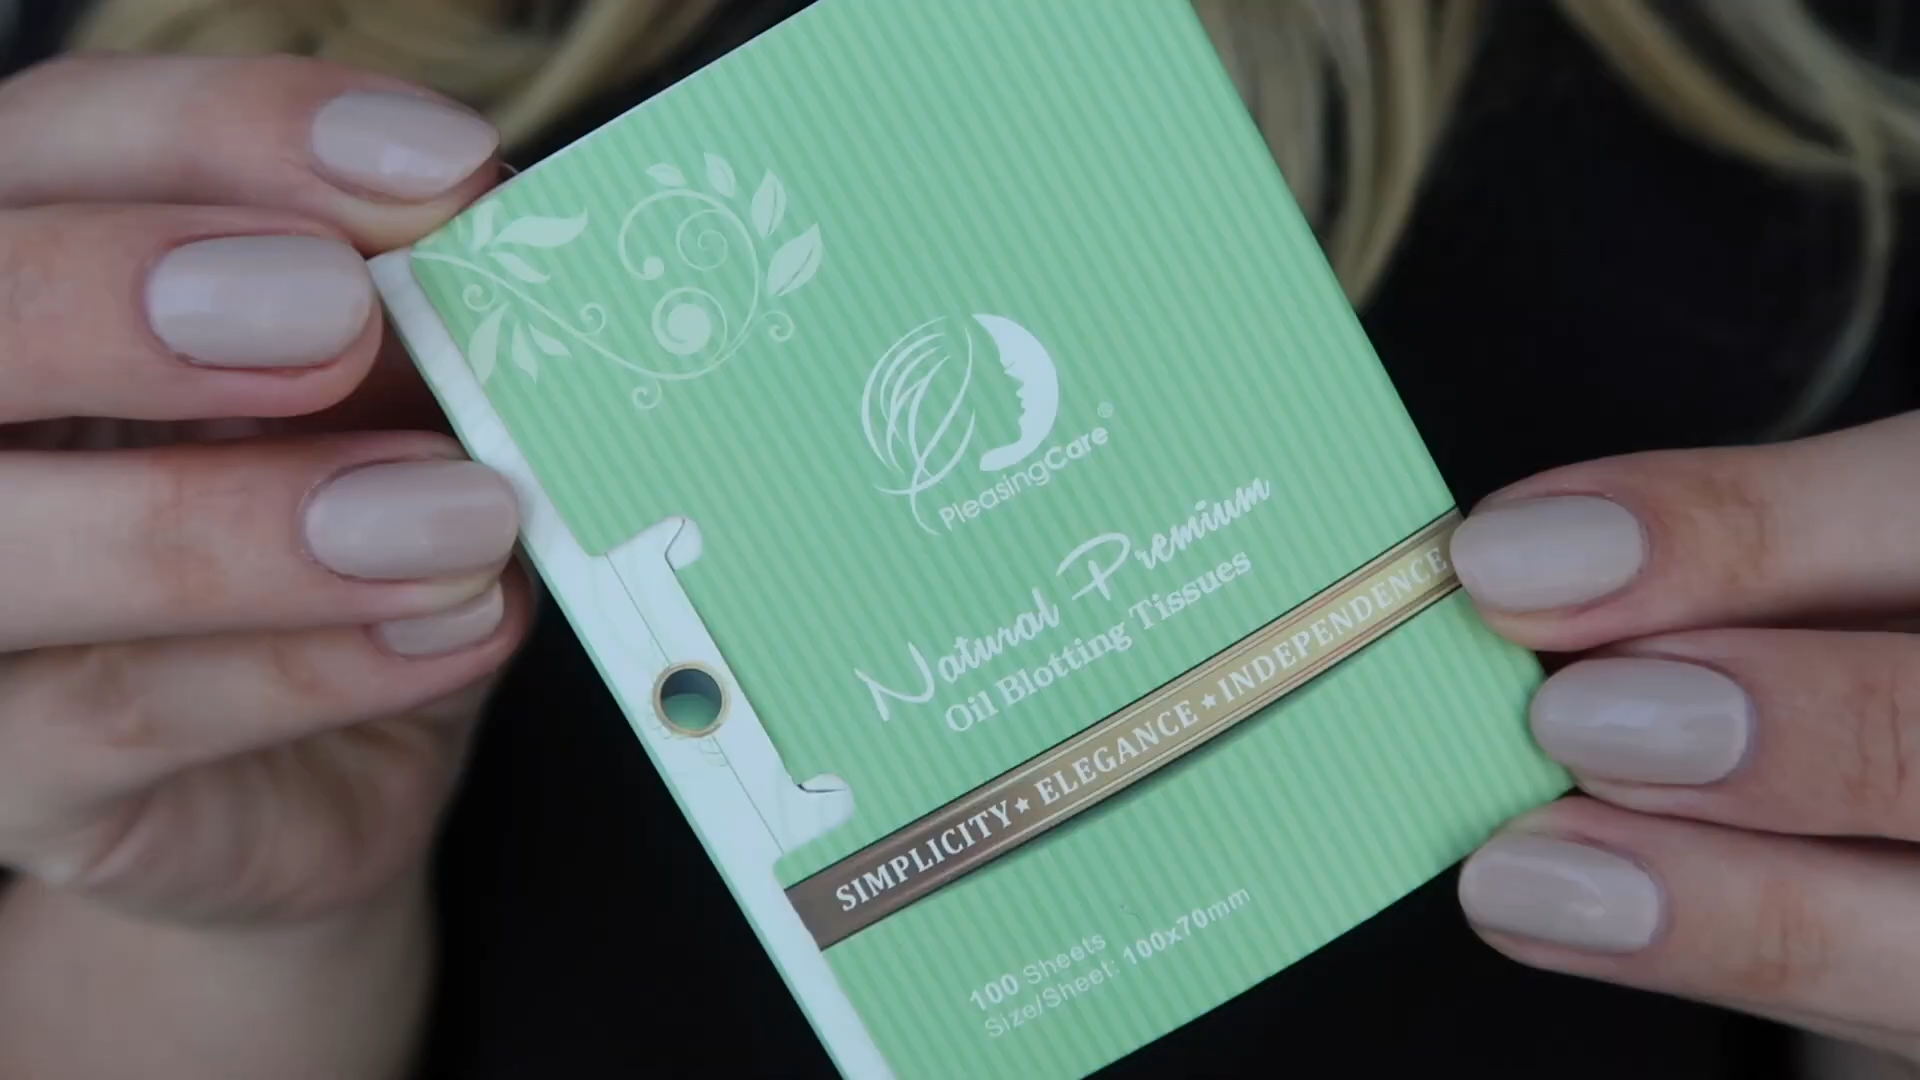 PleasingCare®
Natural Premium
Oil Blotting Tissues
SIMPLICITY★ELEGANCE★INDEPENDENCE
100 Sheets
Size/Sheet: 100x70mm